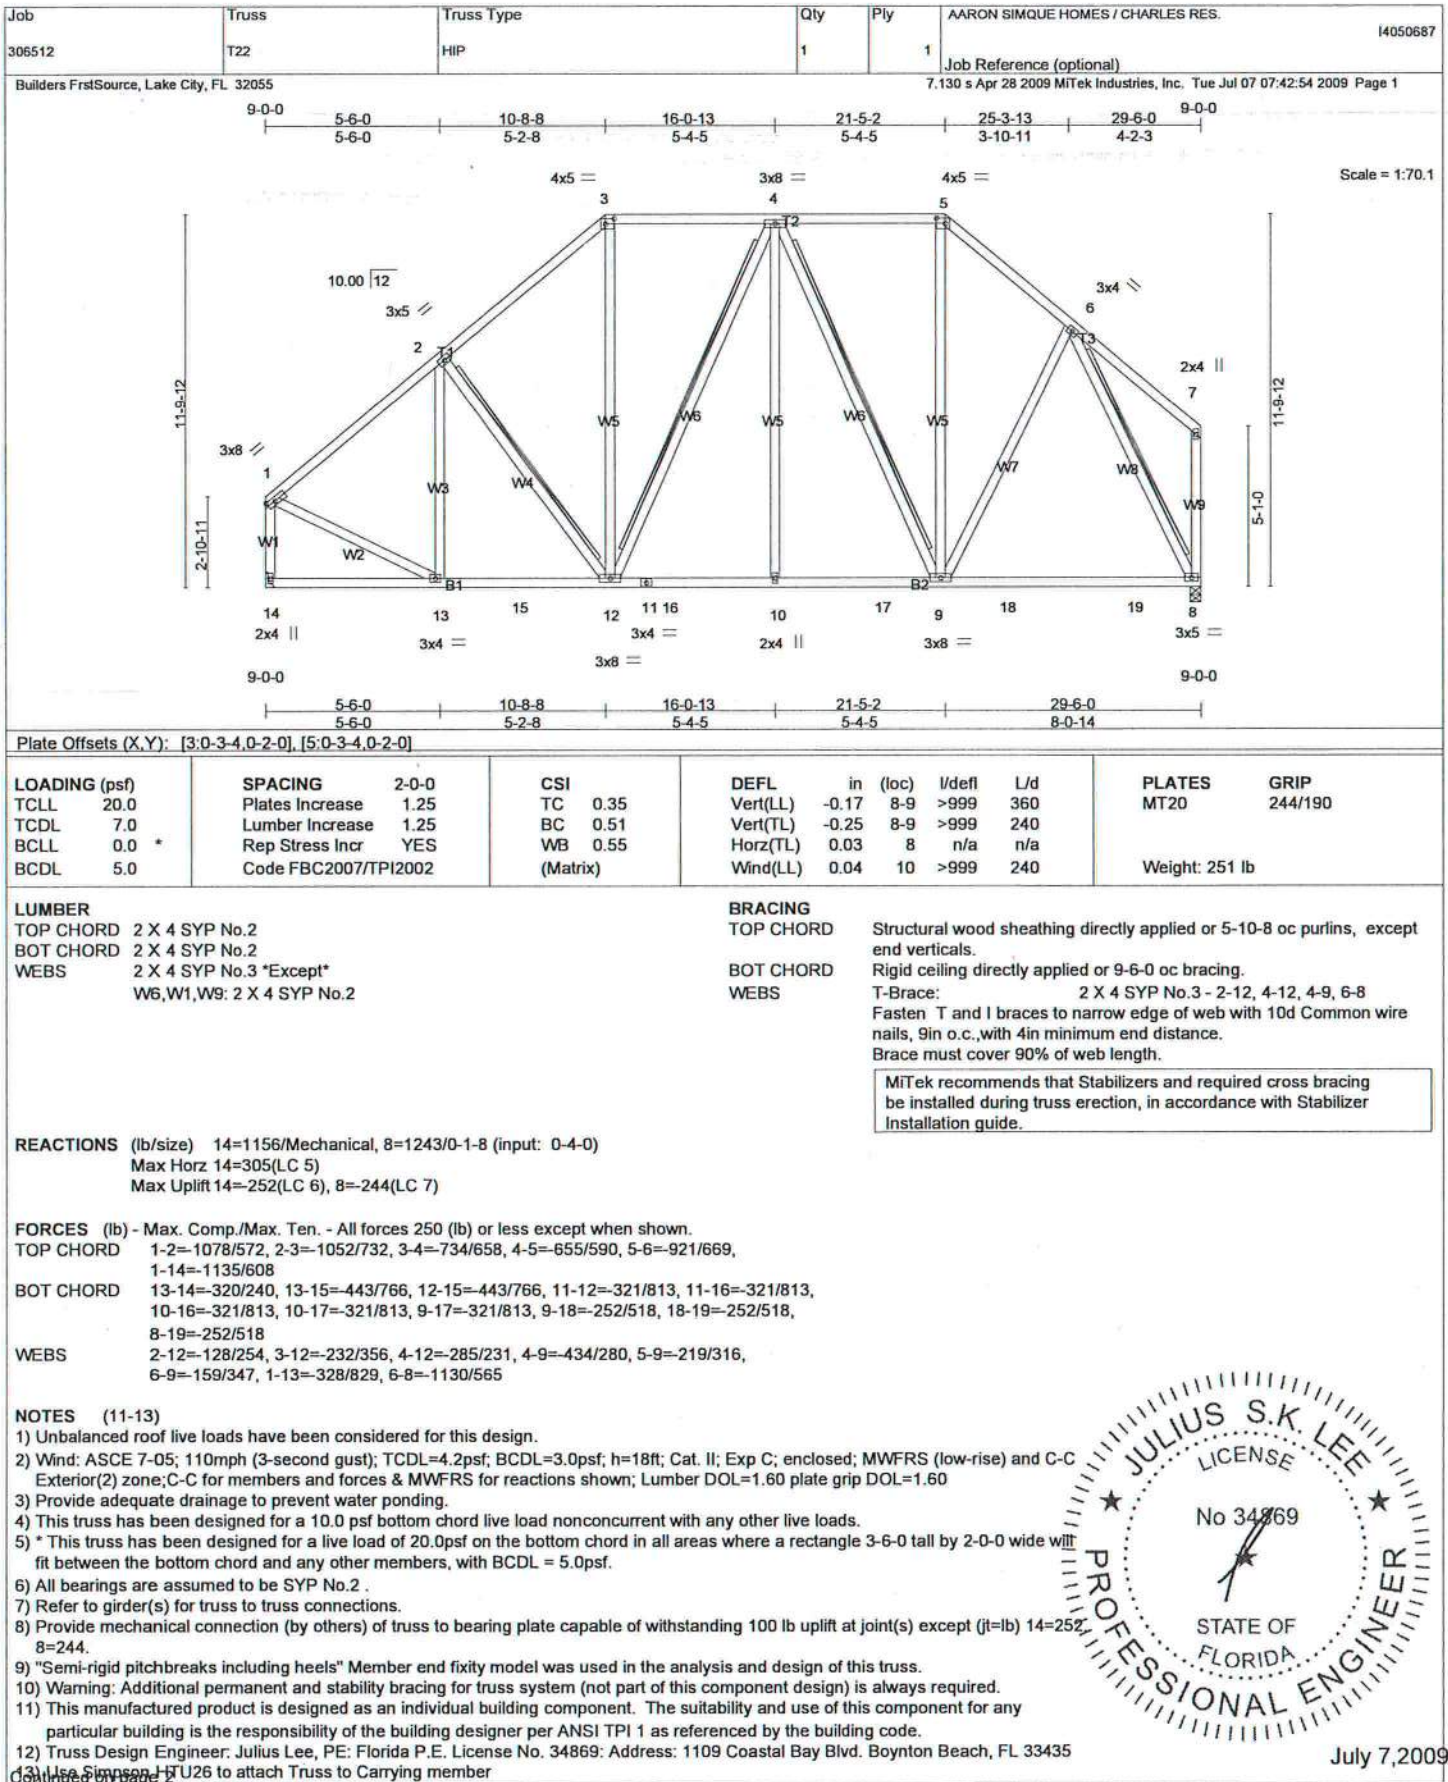 Job Truss Truss Type Qty Ply AARON SIMQUE HOMES / CHARLES RES.
I4050687
306512 T22 HIP 1 1
Job Reference (optional)
Builders FrstSource, Lake City, FL 32055 7.130 s Apr 28 2009 MiTek Industries, Inc. Tue Jul 07 07:42:54 2009 Page 1
9-0-0 9-0-0
5-6-0 10-8-8 16-0-13 21-5-2 25-3-13 29-6-0
5-6-0 5-2-8 5-4-5 5-4-5 3-10-11 4-2-3
4x5 = 3x8 = 4x5 = Scale = 1:70.1
3 4 5
T2
10.00 12
3x4 \\
3x5 //
6
2 T1 T3
2x4 ||
7
11-9-12 11-9-12
W5 W6 W5 W6 W5
3x8 //
1
W3 W4 W7 W8
W9
5-1-0
2-10-11
W1 W2
B1 B2
14 13 15 12 11 16 10 17 9 18 19 8
2x4 || 3x4 = 3x8 = 3x4 = 2x4 || 3x8 = 3x5 =
9-0-0 9-0-0
5-6-0 10-8-8 16-0-13 21-5-2 29-6-0
5-6-0 5-2-8 5-4-5 5-4-5 8-0-14
Plate Offsets (X,Y): [3:0-3-4,0-2-0], [5:0-3-4,0-2-0]
LOADING (psf) SPACING 2-0-0 CSI DEFL in (loc) l/defl L/d PLATES GRIP
TCLL 20.0 Plates Increase 1.25 TC 0.35 Vert(LL) -0.17 8-9 >999 360 MT20 244/190
TCDL 7.0 Lumber Increase 1.25 BC 0.51 Vert(TL) -0.25 8-9 >999 240
BCLL 0.0 * Rep Stress Incr YES WB 0.55 Horz(TL) 0.03 8 n/a n/a
BCDL 5.0 Code FBC2007/TPI2002 (Matrix) Wind(LL) 0.04 10 >999 240 Weight: 251 lb
LUMBER
TOP CHORD 2 X 4 SYP No.2
BOT CHORD 2 X 4 SYP No.2
WEBS 2 X 4 SYP No.3 *Except*
W6,W1,W9: 2 X 4 SYP No.2
BRACING
TOP CHORD Structural wood sheathing directly applied or 5-10-8 oc purlins, except
end verticals.
BOT CHORD Rigid ceiling directly applied or 9-6-0 oc bracing.
WEBS T-Brace: 2 X 4 SYP No.3 - 2-12, 4-12, 4-9, 6-8
Fasten T and I braces to narrow edge of web with 10d Common wire
nails, 9in o.c.,with 4in minimum end distance.
Brace must cover 90% of web length.
MiTek recommends that Stabilizers and required cross bracing
be installed during truss erection, in accordance with Stabilizer
Installation guide.
REACTIONS (lb/size) 14=1156/Mechanical, 8=1243/0-1-8 (input: 0-4-0)
Max Horz 14=305(LC 5)
Max Uplift 14=-252(LC 6), 8=-244(LC 7)
FORCES (lb) - Max. Comp./Max. Ten. - All forces 250 (lb) or less except when shown.
TOP CHORD 1-2=-1078/572, 2-3=-1052/732, 3-4=-734/658, 4-5=-655/590, 5-6=-921/669,
1-14=-1135/608
BOT CHORD 13-14=-320/240, 13-15=-443/766, 12-15=-443/766, 11-12=-321/813, 11-16=-321/813,
10-16=-321/813, 10-17=-321/813, 9-17=-321/813, 9-18=-252/518, 18-19=-252/518,
8-19=-252/518
WEBS 2-12=-128/254, 3-12=-232/356, 4-12=-285/231, 4-9=-434/280, 5-9=-219/316,
6-9=-159/347, 1-13=-328/829, 6-8=-1130/565
NOTES (11-13)
1) Unbalanced roof live loads have been considered for this design.
2) Wind: ASCE 7-05; 110mph (3-second gust); TCDL=4.2psf; BCDL=3.0psf; h=18ft; Cat. II; Exp C; enclosed; MWFRS (low-rise) and C-C
Exterior(2) zone;C-C for members and forces & MWFRS for reactions shown; Lumber DOL=1.60 plate grip DOL=1.60
3) Provide adequate drainage to prevent water ponding.
4) This truss has been designed for a 10.0 psf bottom chord live load nonconcurrent with any other live loads.
5) * This truss has been designed for a live load of 20.0psf on the bottom chord in all areas where a rectangle 3-6-0 tall by 2-0-0 wide will
fit between the bottom chord and any other members, with BCDL = 5.0psf.
6) All bearings are assumed to be SYP No.2 .
7) Refer to girder(s) for truss to truss connections.
8) Provide mechanical connection (by others) of truss to bearing plate capable of withstanding 100 lb uplift at joint(s) except (jt=lb) 14=252,
8=244.
9) "Semi-rigid pitchbreaks including heels" Member end fixity model was used in the analysis and design of this truss.
10) Warning: Additional permanent and stability bracing for truss system (not part of this component design) is always required.
11) This manufactured product is designed as an individual building component. The suitability and use of this component for any
particular building is the responsibility of the building designer per ANSI TPI 1 as referenced by the building code.
12) Truss Design Engineer: Julius Lee, PE: Florida P.E. License No. 34869: Address: 1109 Coastal Bay Blvd. Boynton Beach, FL 33435
13) Use Simpson HTU26 to attach Truss to Carrying member
Continued on page 2
JULIUS S.K. LEE
LICENSE
No 34869
STATE OF
FLORIDA
PROFESSIONAL ENGINEER
July 7,2009